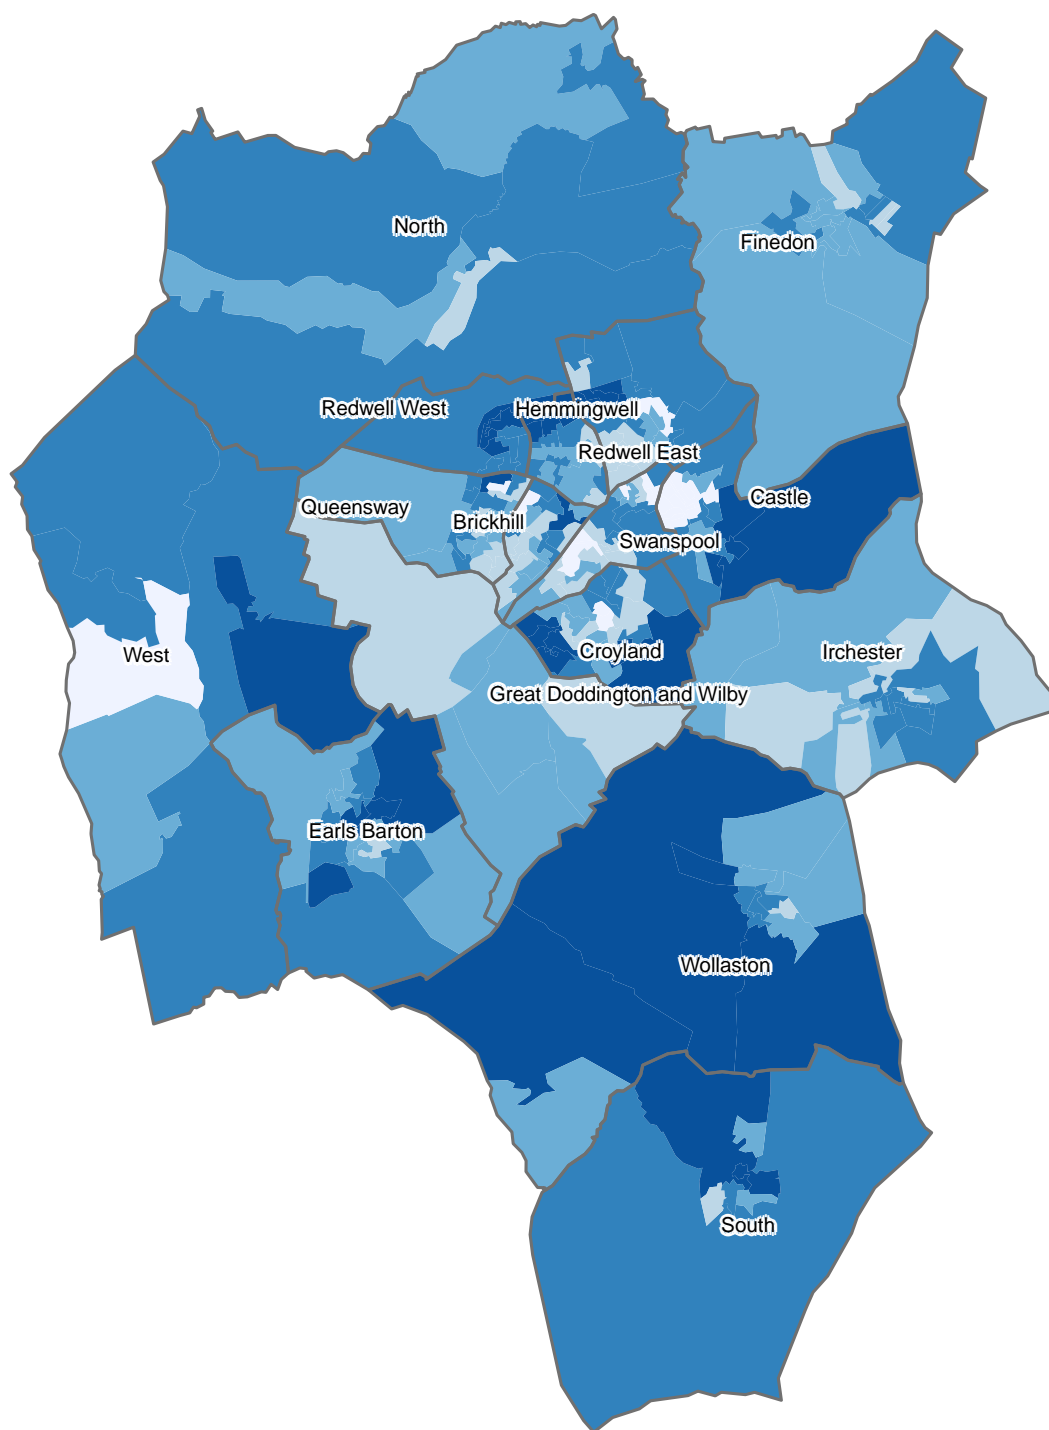 North
Finedon
Redwell West
Hemmingwell
Redwell East
Castle
Queensway
Brickhill
Swanspool
West
Croyland
Irchester
Great Doddington and Wilby
Earls Barton
Wollaston
South